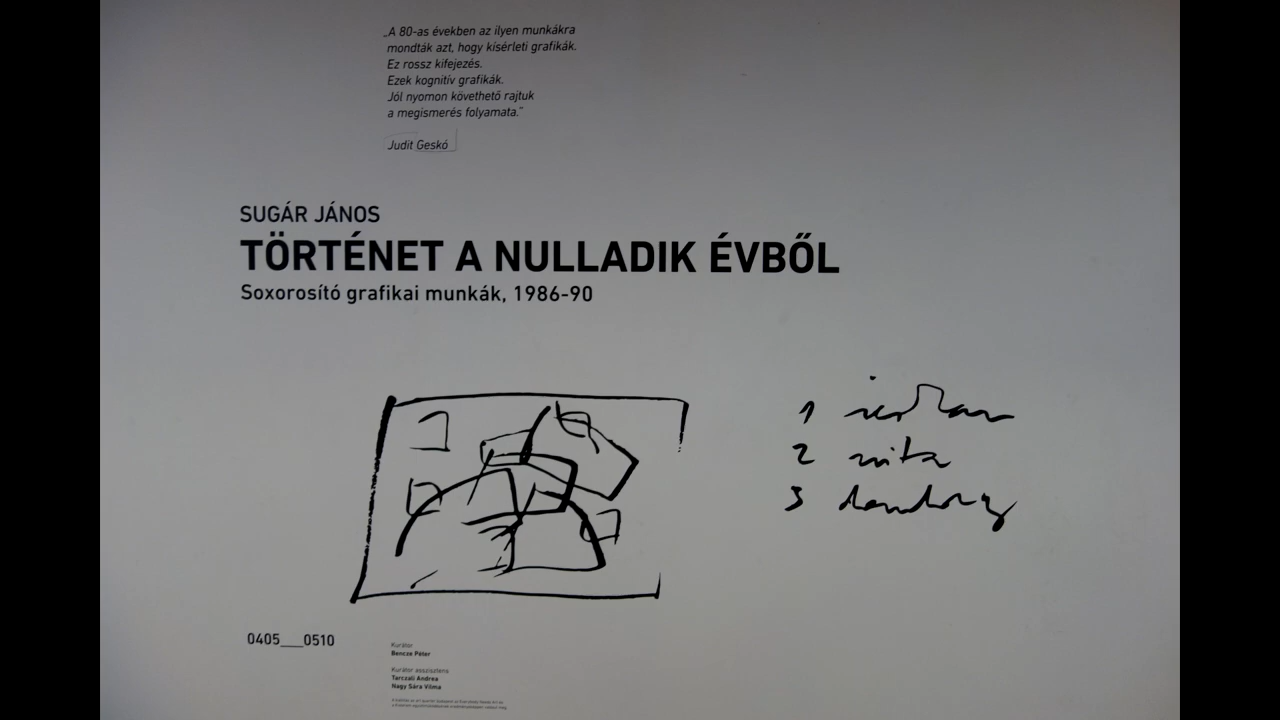 „A 80-as években az ilyen munkákra
mondták azt, hogy kísérleti grafikák.
Ez rossz kifejezés.
Ezek kognitív grafikák.
Jól nyomon követhető rajtuk
a megismerés folyamata.”
Judit Geskó
SUGÁR JÁNOS
TÖRTÉNET A NULLADIK ÉVBŐL
Soxorosító grafikai munkák, 1986-90
1
2
3
0405__0510
Kurátor
Bencze Péter
Kurátor asszisztens
Tarczali Andrea
Nagy Sára Vilma